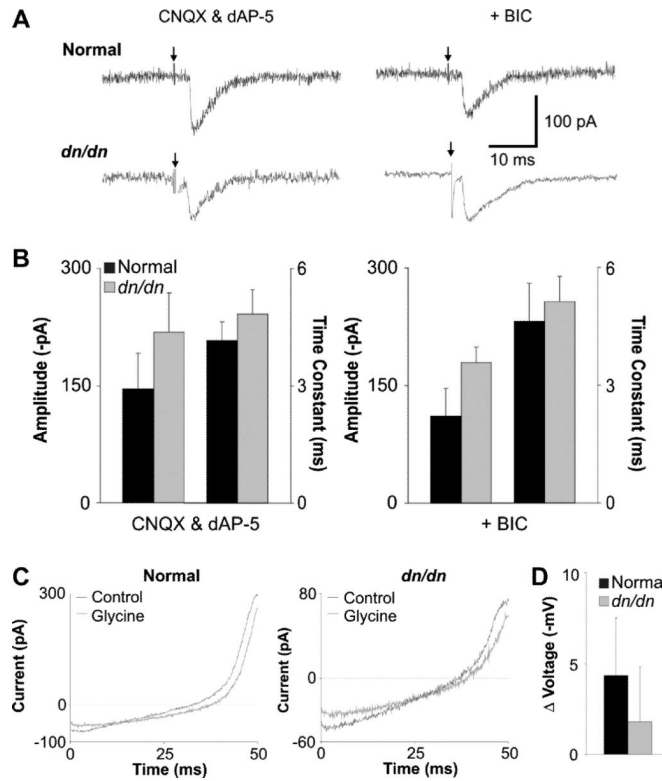 A
CNQX & dAP-5
+ BIC
Normal
dn/dn
100 pA
10 ms
B
300
150
0
Amplitude (-pA)
Normal
dn/dn
6
3
0
Time Constant (ms)
CNQX & dAP-5
300
150
0
Amplitude (-pA)
6
3
0
Time Constant (ms)
+ BIC
C
Normal
300
0
-100
Current (pA)
Control
Glycine
50
Time (ms)
dn/dn
80
0
-60
Current (pA)
Control
Glycine
0
50
Time (ms)
D
10
5
0
Δ Voltage (-mV)
Norma
dn/dn